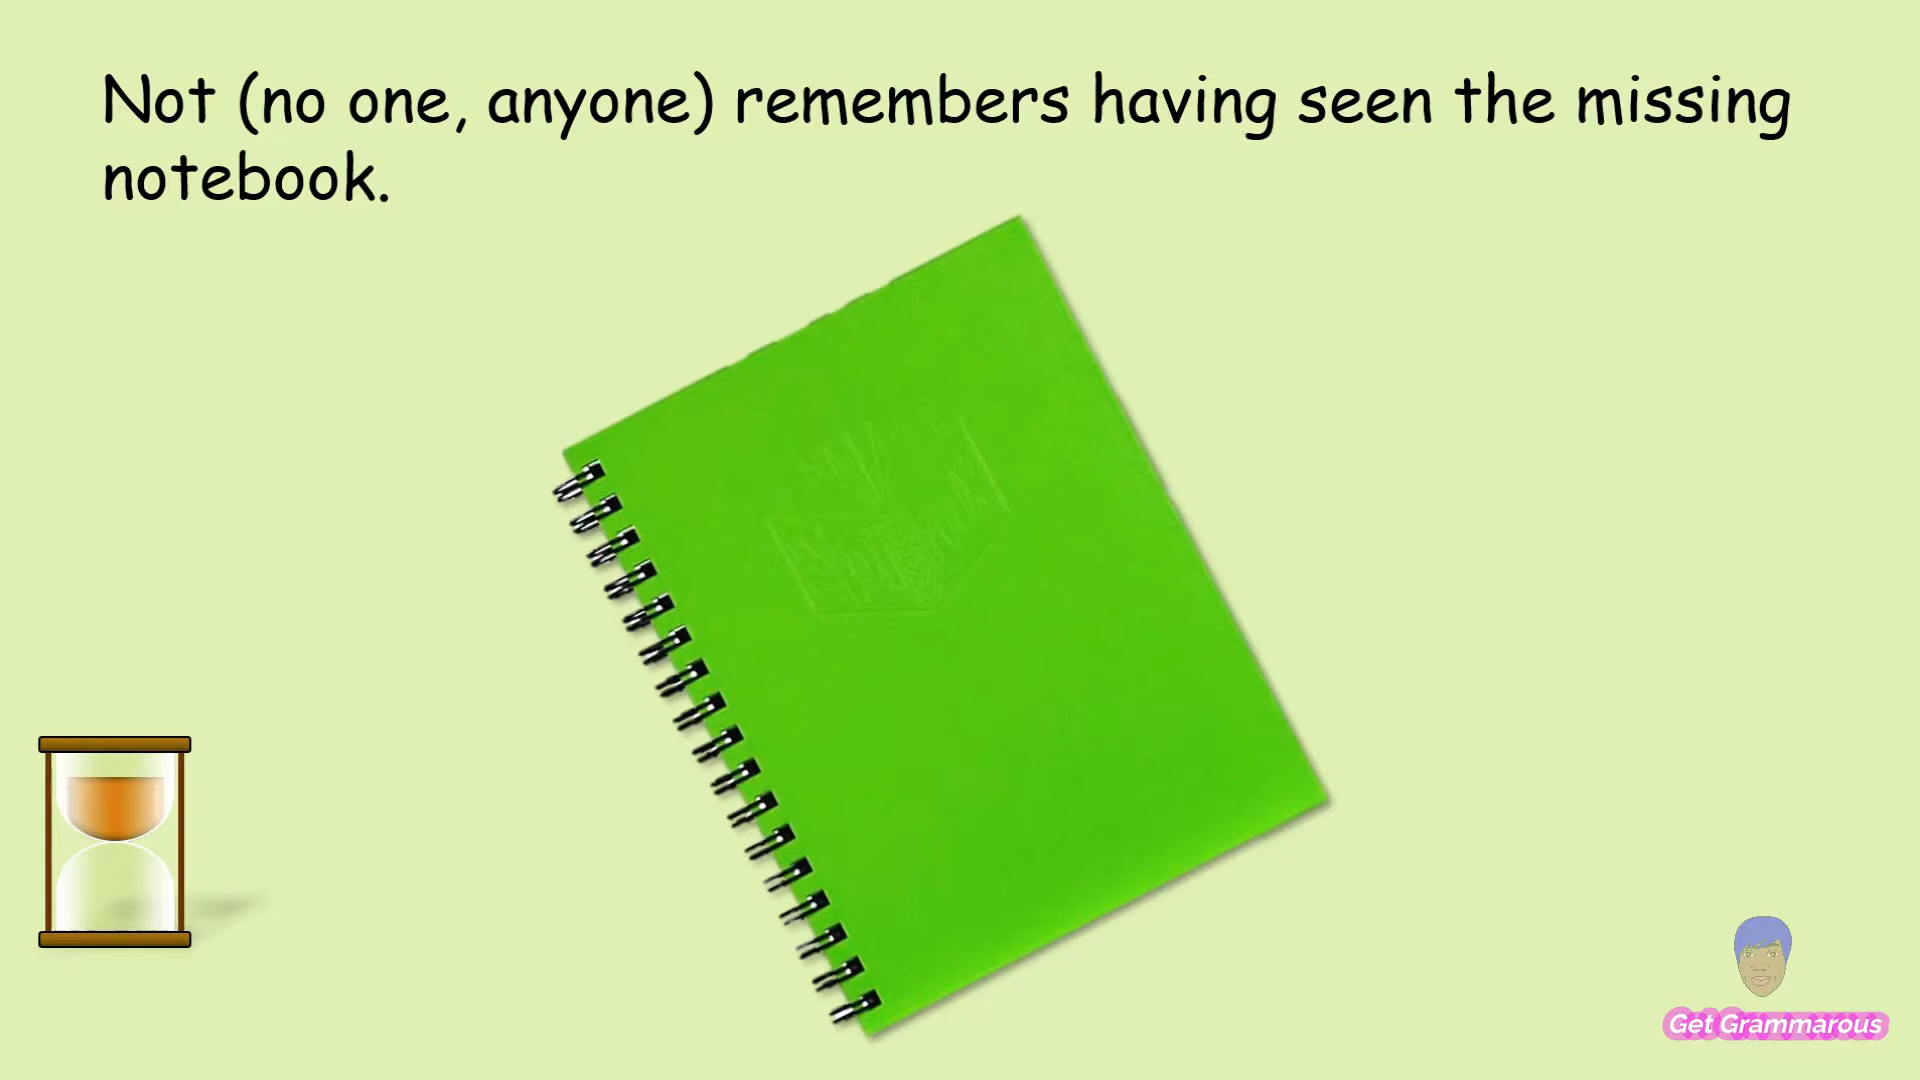 Not (no one, anyone) remembers having seen the missing
notebook.
Get Grammarous